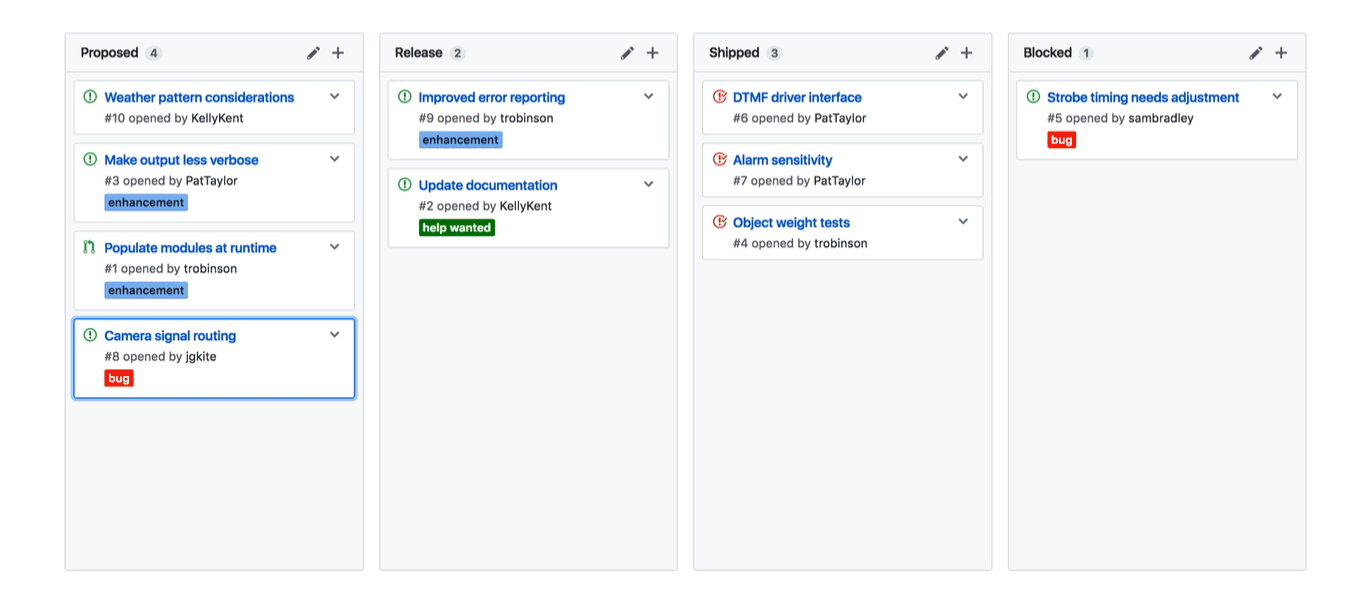 Proposed 4
Weather pattern considerations
#10 opened by KellyKent
Make output less verbose
#3 opened by PatTaylor
enhancement
Populate modules at runtime
#1 opened by trobinson
enhancement
Camera signal routing
#8 opened by jgkite
bug
Release 2
Improved error reporting
#9 opened by trobinson
enhancement
Update documentation
#2 opened by KellyKent
help wanted
Shipped 3
DTMF driver interface
#6 opened by PatTaylor
Alarm sensitivity
#7 opened by PatTaylor
Object weight tests
#4 opened by trobinson
Blocked 1
Strobe timing needs adjustment
#5 opened by sambradley
bug